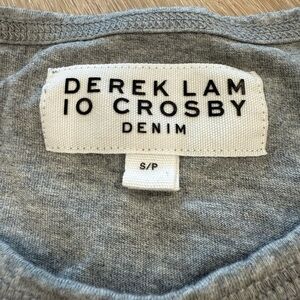 DEREK LAM
10 CROSBY
DENIM
S/P